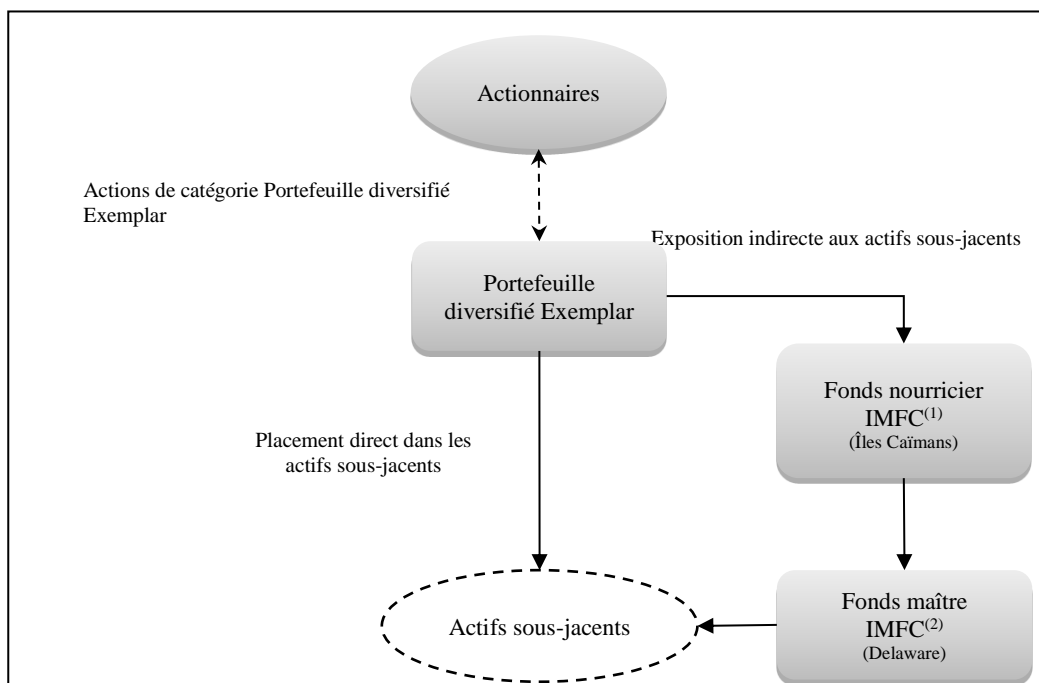 Actionnaires
Actions de catégorie Portefeuille diversifié
Exemplar
Exposition indirecte aux actifs sous-jacents
Portefeuille
diversifié Exemplar
Fonds nourricier
IMFC(1)
(Îles Caïmans)
Placement direct dans les
actifs sous-jacents
Fonds maître
IMFC(2)
(Delaware)
Actifs sous-jacents